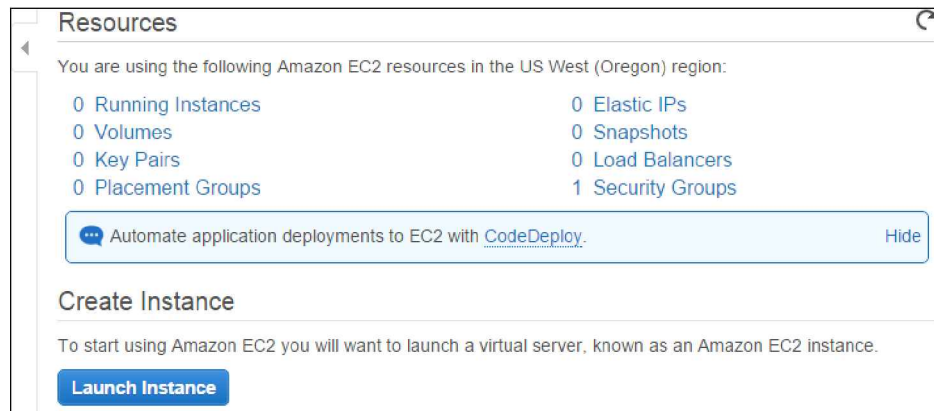 Resources
You are using the following Amazon EC2 resources in the US West (Oregon) region:
0 Running Instances
0 Elastic IPs
0 Volumes
0 Snapshots
0 Key Pairs
0 Load Balancers
0 Placement Groups
1 Security Groups
Automate application deployments to EC2 with CodeDeploy.
Hide
Create Instance
To start using Amazon EC2 you will want to launch a virtual server, known as an Amazon EC2 instance.
Launch Instance